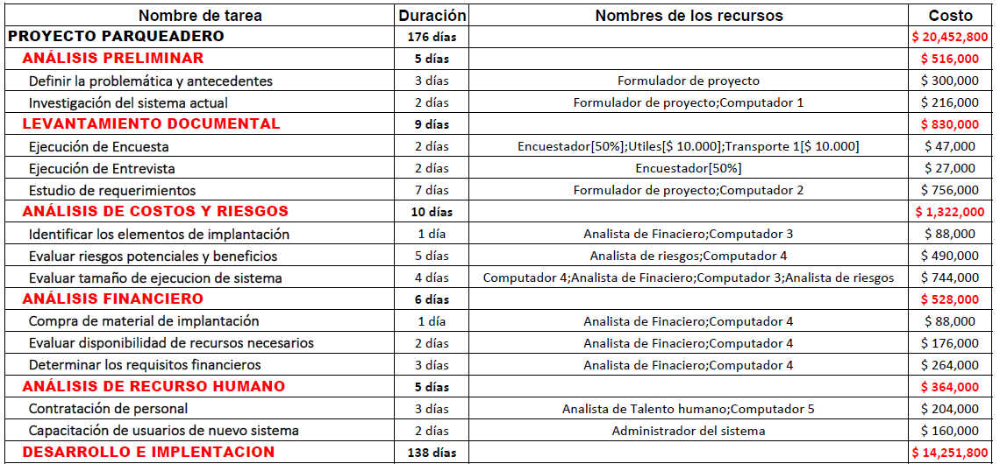 Nombre de tarea Duración Nombres de los recursos Costo
PROYECTO PARQUEADERO 176 días $ 20,452,800
ANÁLISIS PRELIMINAR 5 días $ 516,000
Definir la problemática y antecedentes 3 días Formulador de proyecto $ 300,000
Investigación del sistema actual 2 días Formulador de proyecto;Computador 1 $ 216,000
LEVANTAMIENTO DOCUMENTAL 9 días $ 830,000
Ejecución de Encuesta 2 días Encuestador[50%];Utiles[$ 10.000];Transporte 1[$ 10.000] $ 47,000
Ejecución de Entrevista 2 días Encuestador[50%] $ 27,000
Estudio de requerimientos 7 días Formulador de proyecto;Computador 2 $ 756,000
ANÁLISIS DE COSTOS Y RIESGOS 10 días $ 1,322,000
Identificar los elementos de implantación 1 día Analista de Finaciero;Computador 3 $ 88,000
Evaluar riesgos potenciales y beneficios 5 días Analista de riesgos;Computador 4 $ 490,000
Evaluar tamaño de ejecucion de sistema 4 días Computador 4;Analista de Finaciero;Computador 3;Analista de riesgos $ 744,000
ANÁLISIS FINANCIERO 6 días $ 528,000
Compra de material de implantación 1 día Analista de Finaciero;Computador 4 $ 88,000
Evaluar disponibilidad de recursos necesarios 2 días Analista de Finaciero;Computador 4 $ 176,000
Determinar los requisitos financieros 3 días Analista de Finaciero;Computador 4 $ 264,000
ANÁLISIS DE RECURSO HUMANO 5 días $ 364,000
Contratación de personal 3 días Analista de Talento humano;Computador 5 $ 204,000
Capacitación de usuarios de nuevo sistema 2 días Administrador del sistema $ 160,000
DESARROLLO E IMPLENTACION 138 días $ 14,251,800